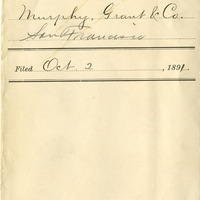 Murphy, Grant & Co.
San Francisco
Filed Oct. 2, 1891.